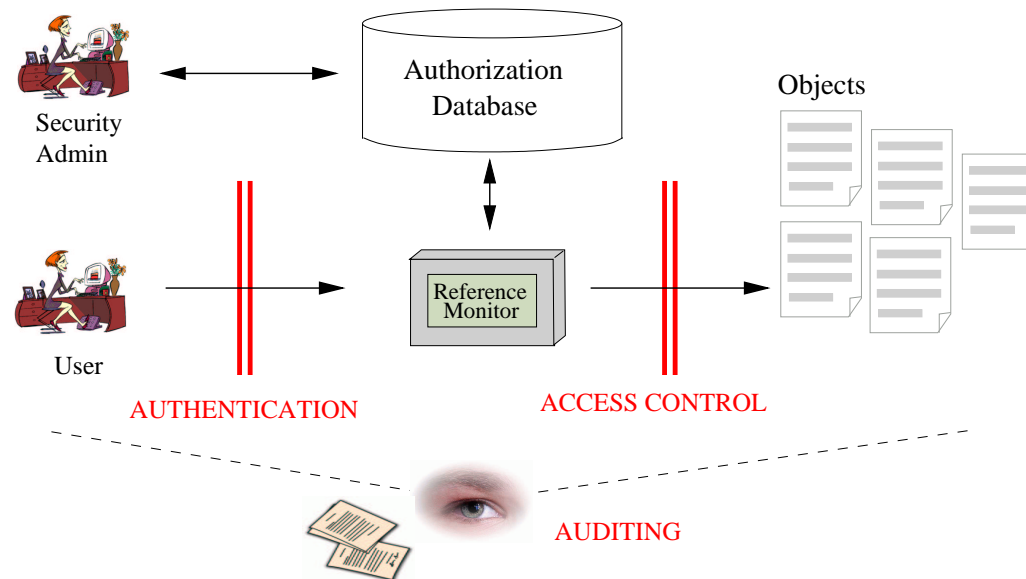 Authorization
Database
Objects
Security
Admin
Reference
Monitor
User
AUTHENTICATION
ACCESS CONTROL
AUDITING